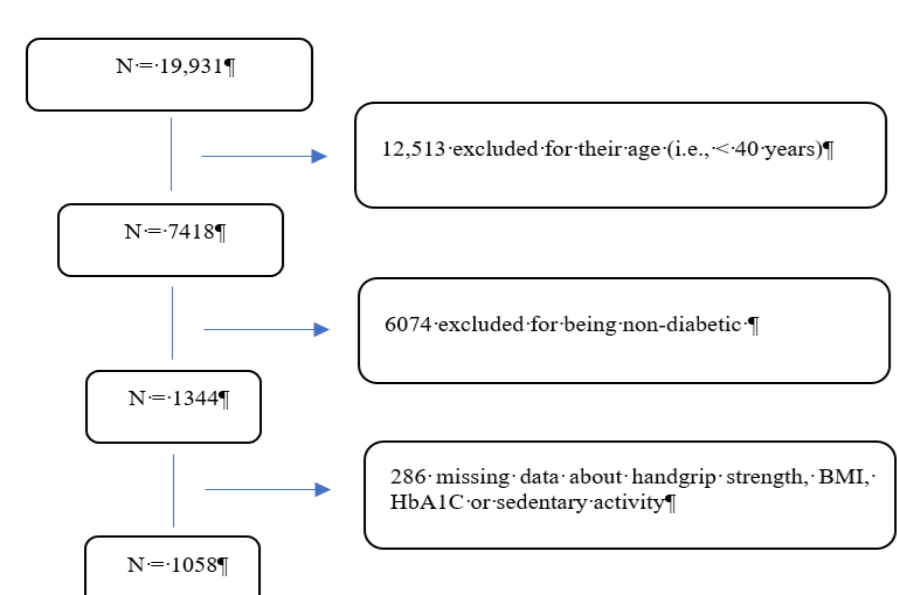 N·=·19,931¶
12,513·excluded·for·their·age·(i.e.,·<·40·years)¶
N·=·7418¶
6074·excluded·for·being·non-diabetic·¶
N·=·1344¶
286·missing·data·about·handgrip·strength,·BMI,·
HbA1C·or·sedentary·activity¶
N·=·1058¶